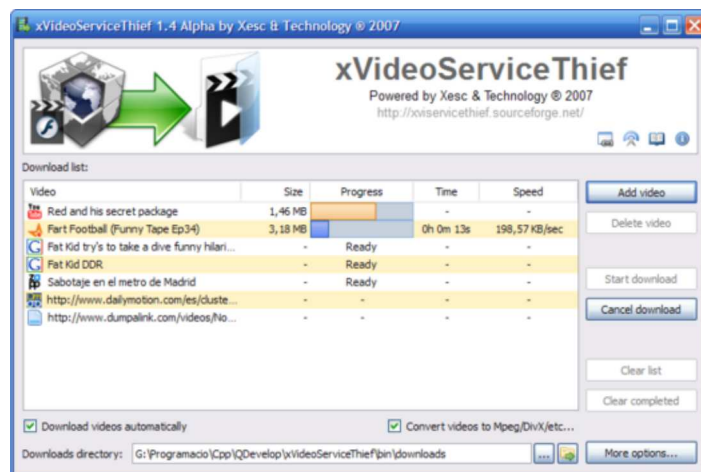 xVideoServiceThief 1.4 Alpha by Xesc & Technology ® 2007
xVideoServiceThief
Powered by Xesc & Technology ® 2007
http://xviservicethief.sourceforge.net/
Download list:
Video Size Progress Time Speed
Red and his secret package 1,46 MB - -
Fart Football (Funny Tape Ep34) 3,18 MB 0h 0m 13s 198,57 KB/sec
Fat Kid try's to take a dive funny hilari... - Ready - -
Fat Kid DDR - Ready - -
Sabotaje en el metro de Madrid - Ready - -
http://www.dailymotion.com/es/cluste... - - - -
http://www.dumpalink.com/videos/No... - - - -
Add video
Delete video
Start download
Cancel download
Clear list
Clear completed
Download videos automatically
Convert videos to Mpeg/DivX/etc...
Downloads directory: G:\Programacio\Cpp\QDevelop\xVideoServiceThief\bin\downloads ... More options...